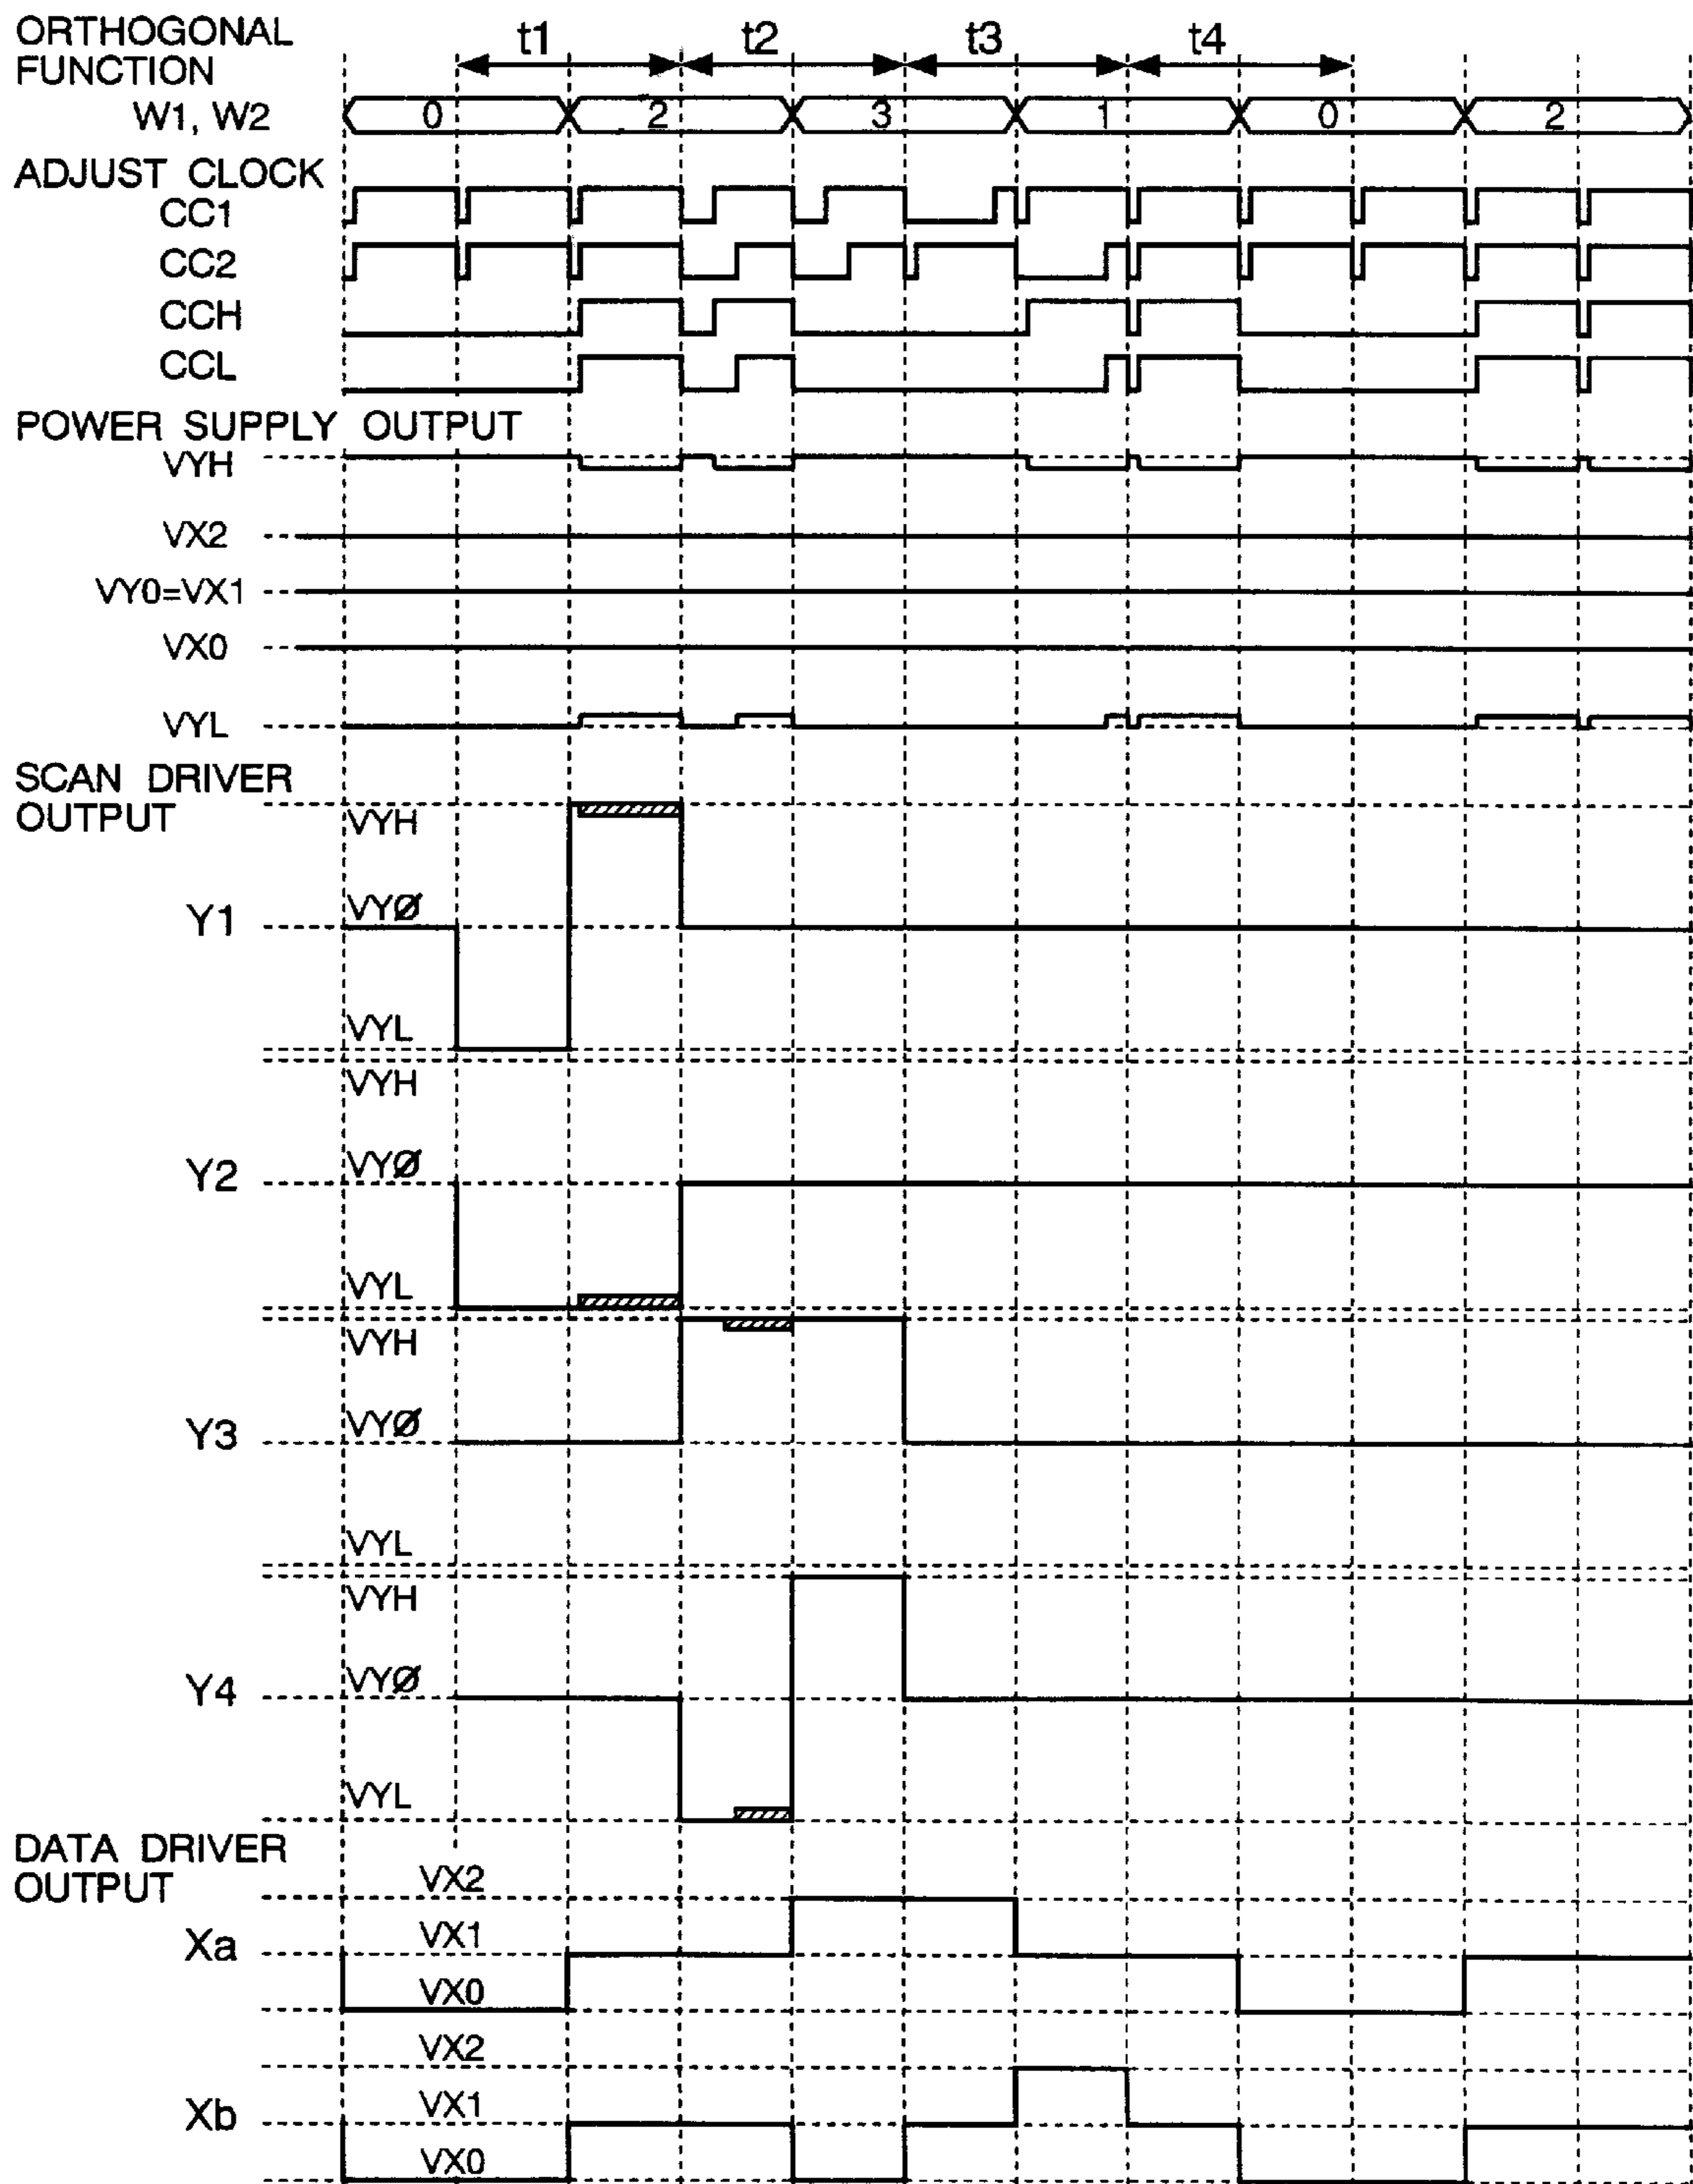 ORTHOGONAL
FUNCTION
t1 t2 t3 t4
W1, W2 0 2 3 1 0 2
ADJUST CLOCK
CC1
CC2
CCH
CCL
POWER SUPPLY OUTPUT
VYH
VX2
VY0=VX1
VX0
VYL
SCAN DRIVER
OUTPUT
VYH
Y1 VYØ
VYL
VYH
Y2 VYØ
VYL
VYH
Y3 VYØ
VYL
VYH
Y4 VYØ
VYL
DATA DRIVER
OUTPUT
VX2
Xa VX1
VX0
VX2
Xb VX1
VX0